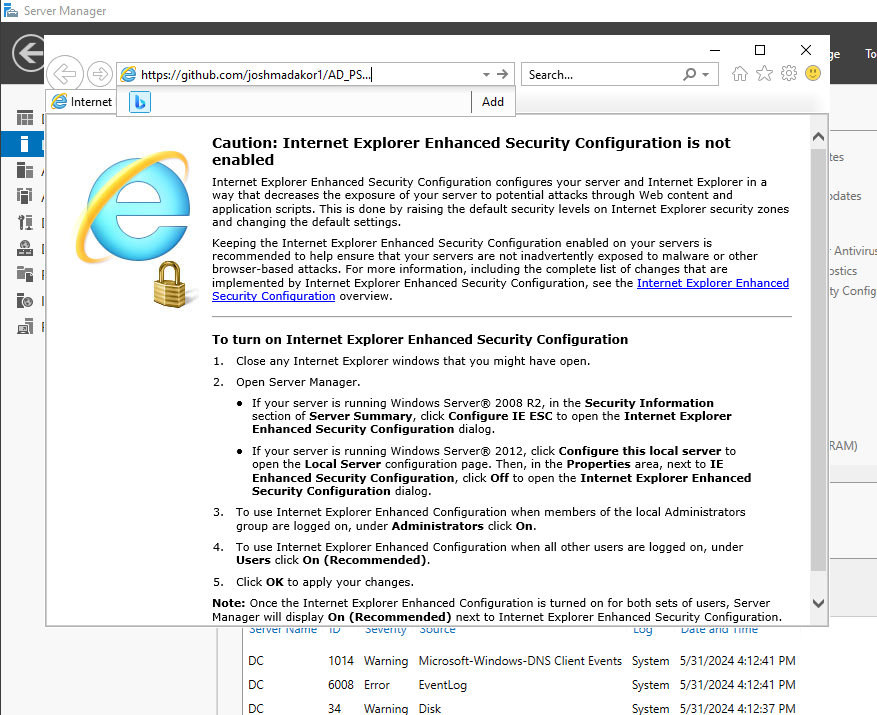 Server Manager
https://github.com/joshmadakor1/AD_PS...
Search...
Internet
Add
Caution: Internet Explorer Enhanced Security Configuration is not
enabled
Internet Explorer Enhanced Security Configuration configures your server and Internet Explorer in a
way that decreases the exposure of your server to potential attacks through Web content and
application scripts. This is done by raising the default security levels on Internet Explorer security zones
and changing the default settings.
Keeping the Internet Explorer Enhanced Security Configuration enabled on your servers is
recommended to help ensure that your servers are not inadvertently exposed to malware or other
browser-based attacks. For more information, including the complete list of changes that are
implemented by Internet Explorer Enhanced Security Configuration, see the Internet Explorer Enhanced
Security Configuration overview.
To turn on Internet Explorer Enhanced Security Configuration
1. Close any Internet Explorer windows that you might have open.
2. Open Server Manager.
• If your server is running Windows Server® 2008 R2, in the Security Information
section of Server Summary, click Configure IE ESC to open the Internet Explorer
Enhanced Security Configuration dialog.
• If your server is running Windows Server® 2012, click Configure this local server to
open the Local Server configuration page. Then, in the Properties area, next to IE
Enhanced Security Configuration, click Off to open the Internet Explorer Enhanced
Security Configuration dialog.
3. To use Internet Explorer Enhanced Configuration when members of the local Administrators
group are logged on, under Administrators click On.
4. To use Internet Explorer Enhanced Configuration when all other users are logged on, under
Users click On (Recommended).
5. Click OK to apply your changes.
Note: Once the Internet Explorer Enhanced Configuration is turned on for both sets of users, Server
Manager will display On (Recommended) next to Internet Explorer Enhanced Security Configuration.
ge To
tes
pdates
Antivirus
ostics
ty Config
RAM)
Server Name ID Severity Source Log Date and Time
DC 1014 Warning Microsoft-Windows-DNS Client Events System 5/31/2024 4:12:41 PM
DC 6008 Error EventLog System 5/31/2024 4:12:41 PM
DC 34 Warning Disk System 5/31/2024 4:12:37 PM